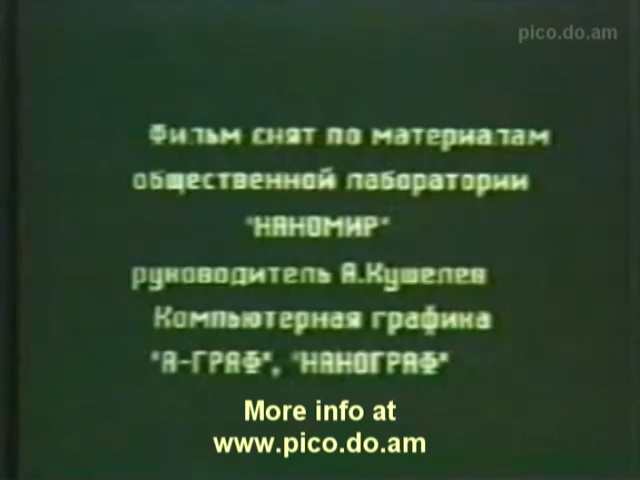 pico.do.am
Фильм снят по материалам
общественной лаборатории
"НАНОМИР"
руководитель А.Кушелев
Компьютерная графика
"А-ГРАФ", "НАНОГРАФ"
More info at
www.pico.do.am